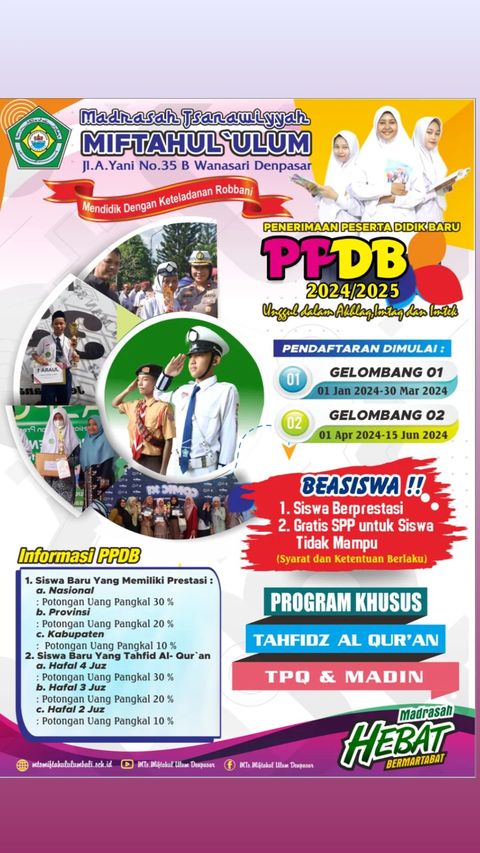 Madrasah Tsanawiyyah
MIFTAHUL `ULUM
Jl.A.Yani No.35 B Wanasari Denpasar
Mendidik Dengan Keteladanan Robbani
PENERIMAAN PESERTA DIDIK BARU
PPDB
2024/2025
Unggul dalam Akhlaq,Imtaq dan Imtek
PENDAFTARAN DIMULAI :
01
GELOMBANG 01
01 Jan 2024-30 Mar 2024
02
GELOMBANG 02
01 Apr 2024-15 Jun 2024
BEASISWA !!
1. Siswa Berprestasi
2. Gratis SPP untuk Siswa
Tidak Mampu
(Syarat dan Ketentuan Berlaku)
Informasi PPDB
1. Siswa Baru Yang Memiliki Prestasi :
a. Nasional
: Potongan Uang Pangkal 30 %
b. Provinsi
: Potongan Uang Pangkal 20 %
c. Kabupaten
: Potongan Uang Pangkal 10 %
2. Siswa Baru Yang Tahfid Al- Qur`an
a. Hafal 4 Juz
: Potongan Uang Pangkal 30 %
b. Hafal 3 Juz
: Potongan Uang Pangkal 20 %
c. Hafal 2 Juz
: Potongan Uang Pangkal 10 %
PROGRAM KHUSUS
TAHFIDZ AL QUR'AN
TPQ & MADIN
Madrasah
HEBAT
BERMARTABAT
mtsmiftahululumbali.sch.id
MTs.Miftahul Ulum Denpasar
MTs.Miftahul Ulum Denpasar